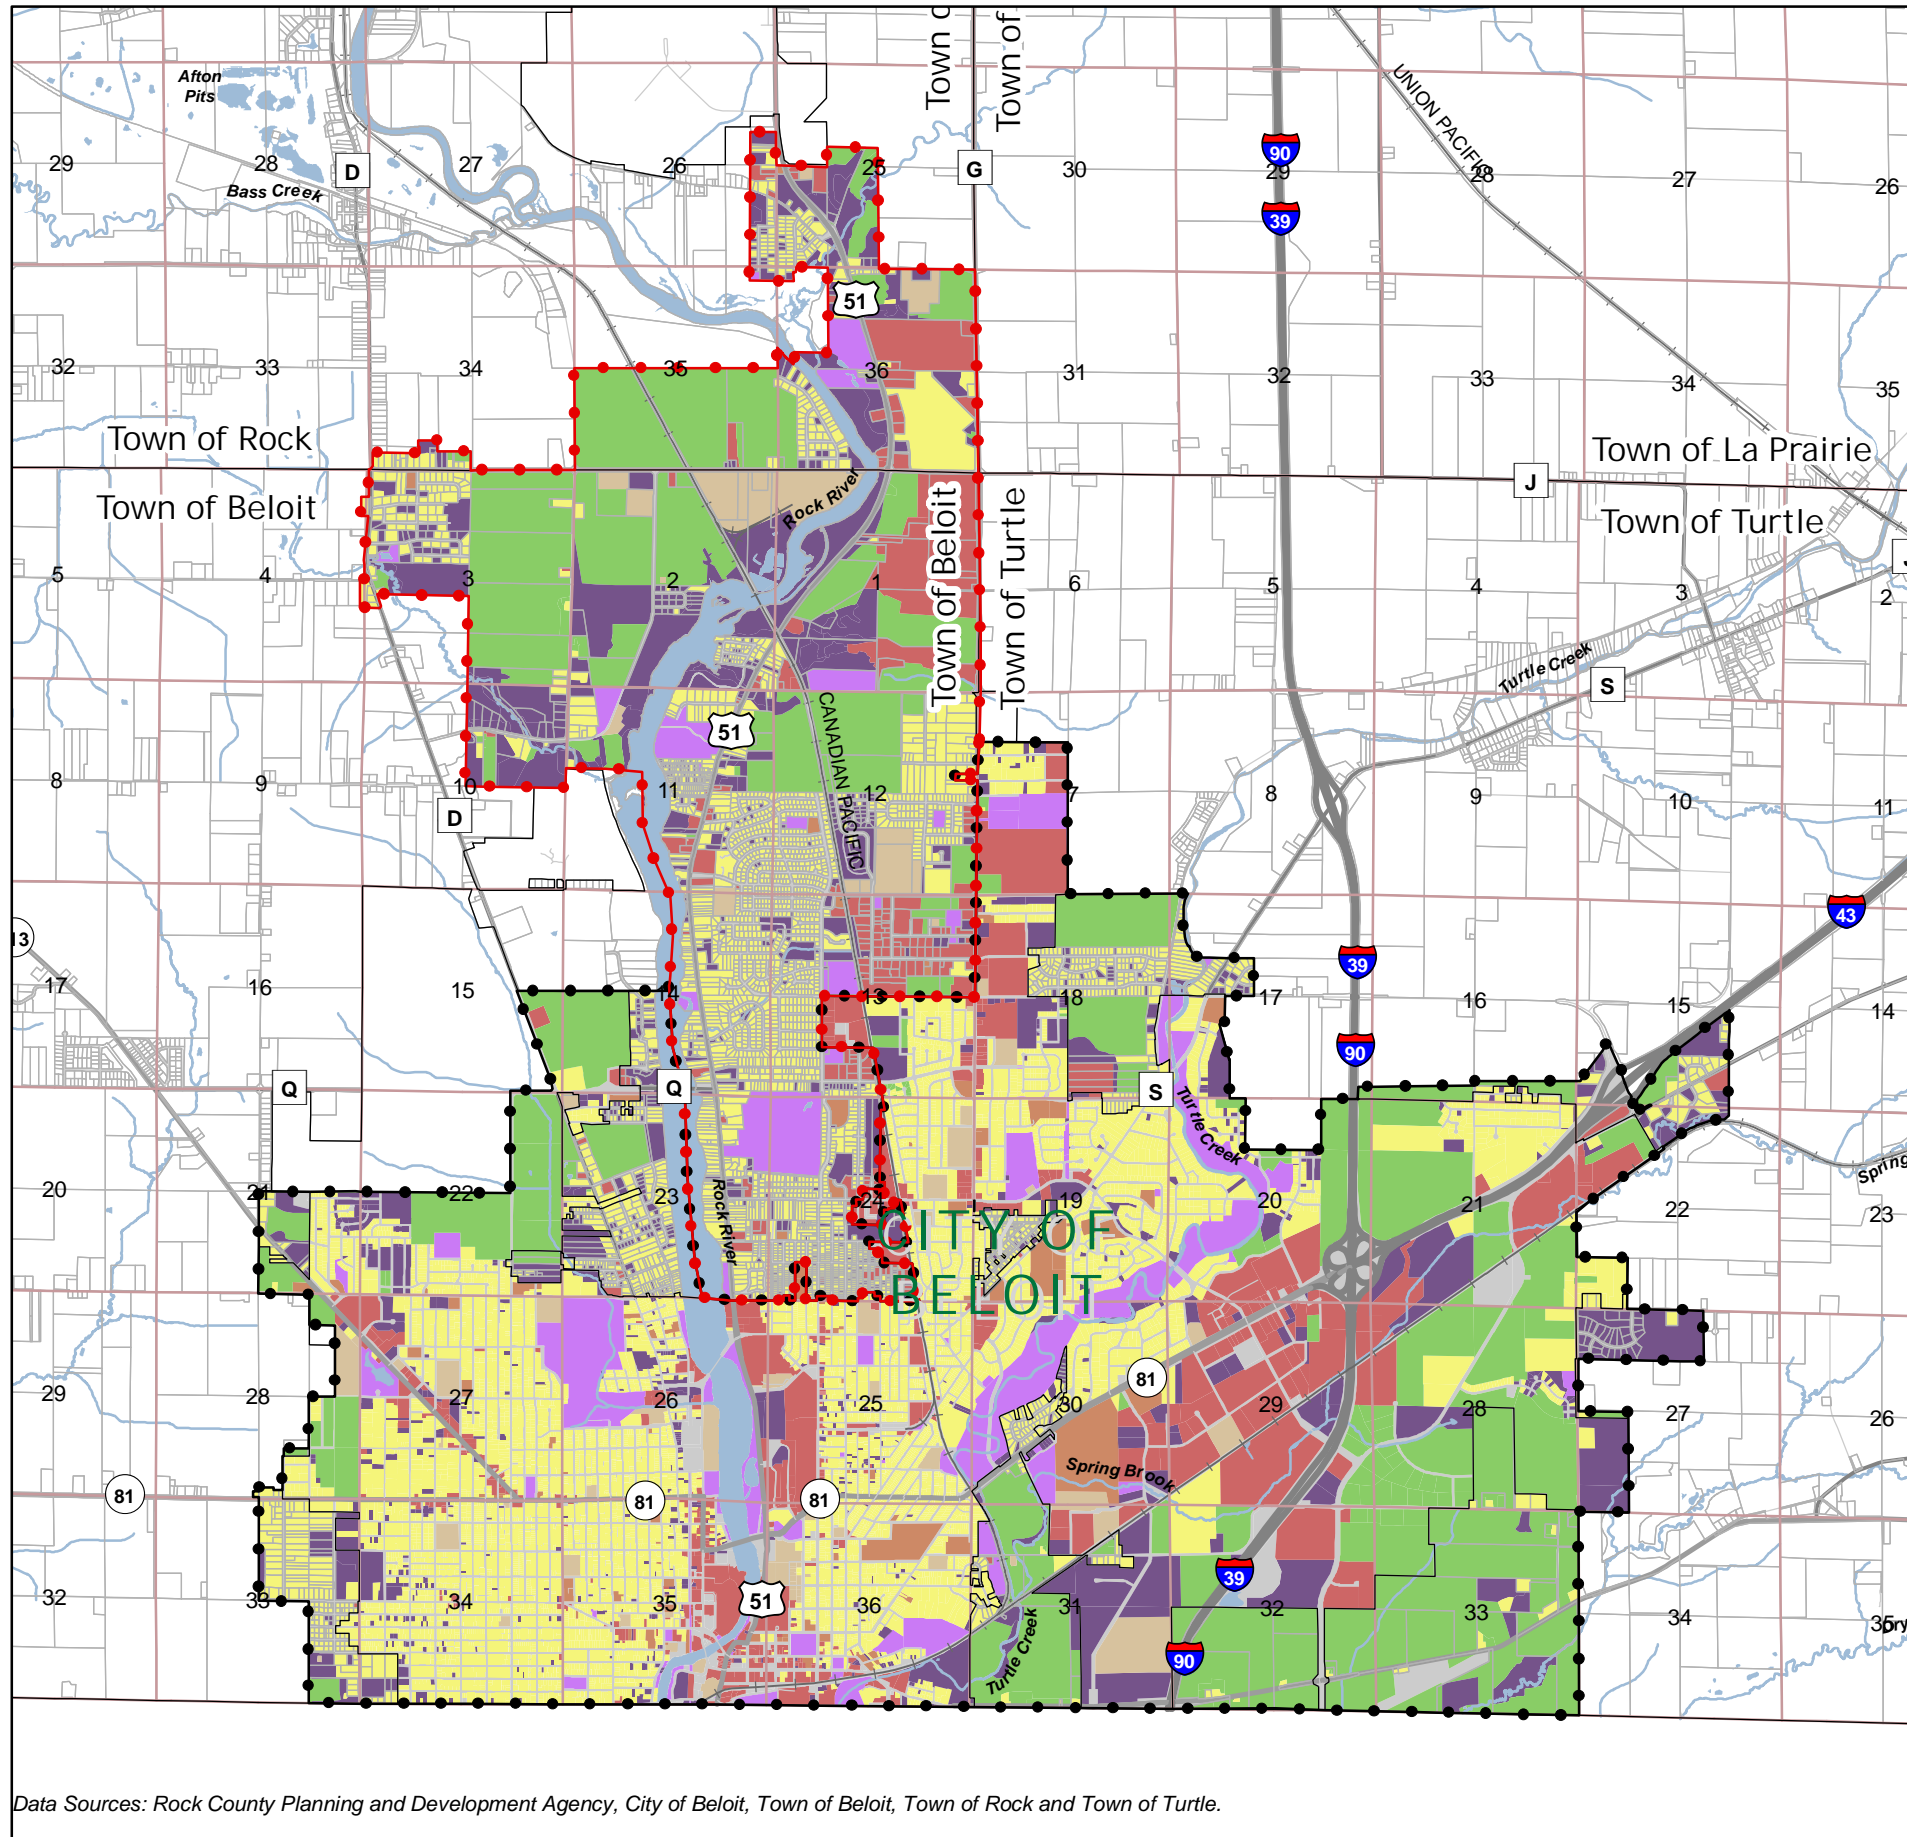 Town of
Town of
Afton
Pits
UNION PACIFIC
90
29 28 D 27 26 25 G 30 29 28 27 26
Bass Creek
39
51
32 33 34 35 36 31 32 33 34 35
Town of Rock
Town of La Prairie
Town of Beloit
J
Rock River
Town of Beloit
Town of Turtle
Town of Turtle
J
5 4 3 2 1 6 5 4 3 2
Turtle Creek
S
51
CANADIAN PACIFIC
8 9 10 11 12 7 8 9 10 11
D
43
13
39
17 16 15 14 13 18 17 16 15 14
90
Q Q S
Turtle Creek
Spring
20 21 22 23 24 19 20 21 22 23
Rock River
CITY OF
BELOIT
81
29 28 27 26 25 30 29 28 27 26
Spring Brook
81 81 81
39
51
32 33 34 35 36 31 32 33 34 35
Dry
Turtle Creek
90
Data Sources: Rock County Planning and Development Agency, City of Beloit, Town of Beloit, Town of Rock and Town of Turtle.